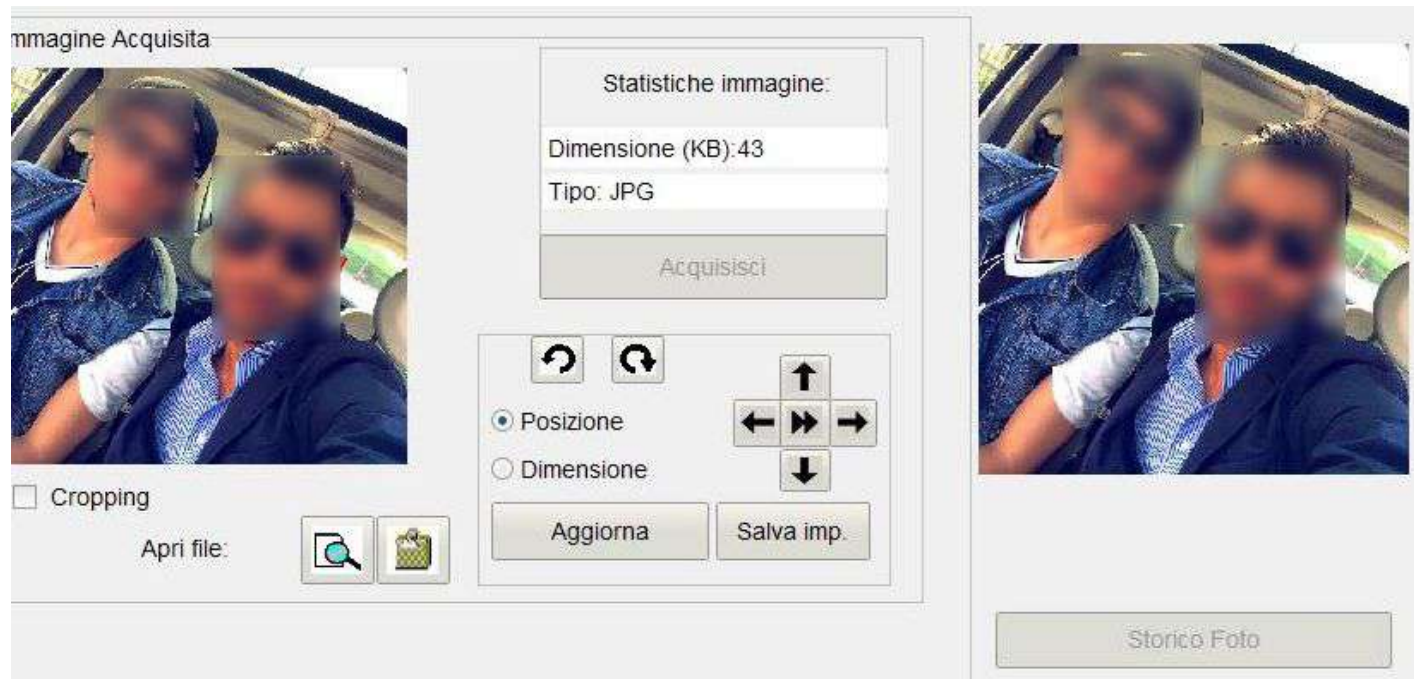 mmagine Acquisita
Statistiche immagine:
Dimensione (KB):43
Tipo: JPG
Acquisisci
Posizione
Dimensione
Cropping
Apri file:
Aggiorna
Salva imp.
Storico Foto